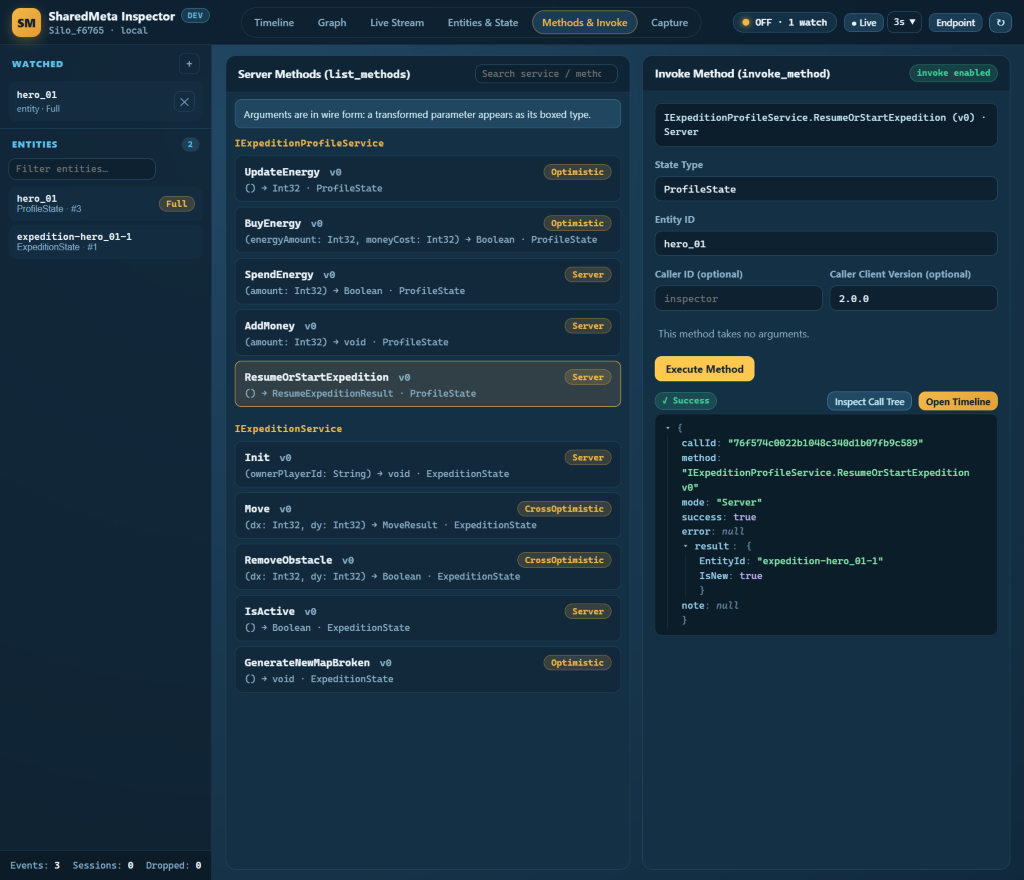 SM
SharedMeta Inspector DEV
Silo_f6765 · local
Timeline Graph Live Stream Entities & State Methods & Invoke Capture
OFF · 1 watch ● Live 3s ▼ Endpoint ↻
WATCHED +
hero_01
entity · Full
ENTITIES 2
Filter entities…
hero_01
ProfileState · #3
Full
expedition-hero_01-1
ExpeditionState · #1
Events: 3 Sessions: 0 Dropped: 0
Server Methods (list_methods) Search service / metho
Arguments are in wire form: a transformed parameter appears as its boxed type.
IExpeditionProfileService
UpdateEnergy v0 Optimistic
() → Int32 · ProfileState
BuyEnergy v0 Optimistic
(energyAmount: Int32, moneyCost: Int32) → Boolean · ProfileState
SpendEnergy v0 Server
(amount: Int32) → Boolean · ProfileState
AddMoney v0 Server
(amount: Int32) → void · ProfileState
ResumeOrStartExpedition v0 Server
() → ResumeExpeditionResult · ProfileState
IExpeditionService
Init v0 Server
(ownerPlayerId: String) → void · ExpeditionState
Move v0 CrossOptimistic
(dx: Int32, dy: Int32) → MoveResult · ExpeditionState
RemoveObstacle v0 CrossOptimistic
(dx: Int32, dy: Int32) → Boolean · ExpeditionState
IsActive v0 Server
() → Boolean · ExpeditionState
GenerateNewMapBroken v0 Optimistic
() → void · ExpeditionState
Invoke Method (invoke_method) invoke enabled
IExpeditionProfileService.ResumeOrStartExpedition (v0) ·
Server
State Type
ProfileState
Entity ID
hero_01
Caller ID (optional) Caller Client Version (optional)
inspector 2.0.0
This method takes no arguments.
Execute Method
✓ Success Inspect Call Tree Open Timeline
{
callId: "76f574c0022b1048c340d1b07fb9c589"
method:
"IExpeditionProfileService.ResumeOrStartExpedition
v0"
mode: "Server"
success: true
error: null
result: {
EntityId: "expedition-hero_01-1"
IsNew: true
}
note: null
}